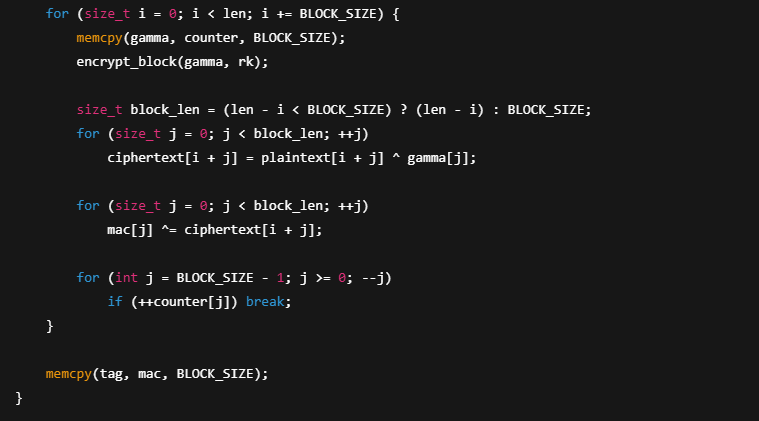 for (size_t i = 0; i < len; i += BLOCK_SIZE) {
memcpy(gamma, counter, BLOCK_SIZE);
encrypt_block(gamma, rk);
size_t block_len = (len - i < BLOCK_SIZE) ? (len - i) : BLOCK_SIZE;
for (size_t j = 0; j < block_len; ++j)
ciphertext[i + j] = plaintext[i + j] ^ gamma[j];
for (size_t j = 0; j < block_len; ++j)
mac[j] ^= ciphertext[i + j];
for (int j = BLOCK_SIZE - 1; j >= 0; --j)
if (++counter[j]) break;
}
memcpy(tag, mac, BLOCK_SIZE);
}